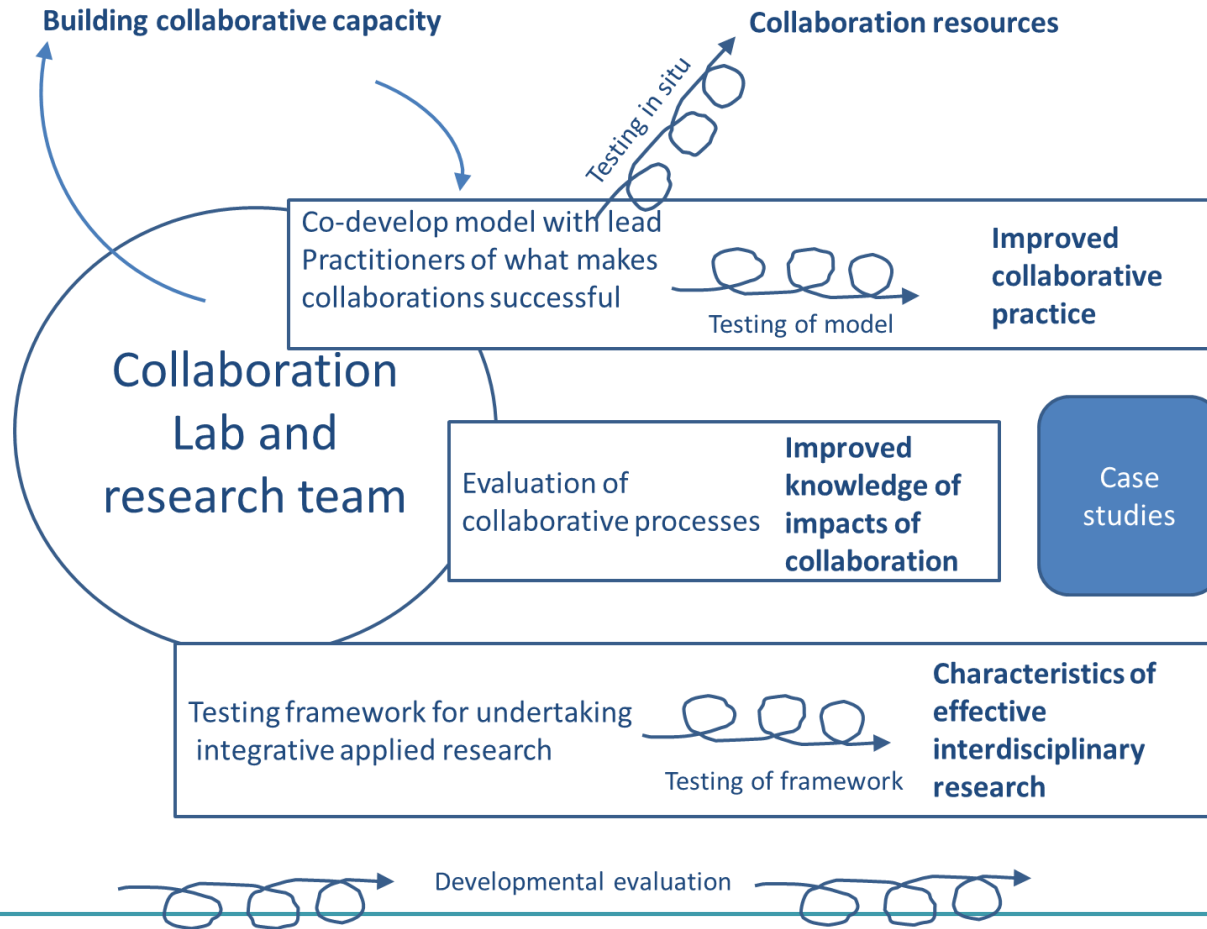 Building collaborative capacity
Collaboration resources
Testing in situ
Co-develop model with lead
Practitioners of what makes
collaborations successful
Testing of model
Improved
collaborative
practice
Collaboration
Lab and
research team
Evaluation of
collaborative processes
Improved
knowledge of
impacts of
collaboration
Case
studies
Testing framework for undertaking
integrative applied research
Testing of framework
Characteristics of
effective
interdisciplinary
research
Developmental evaluation